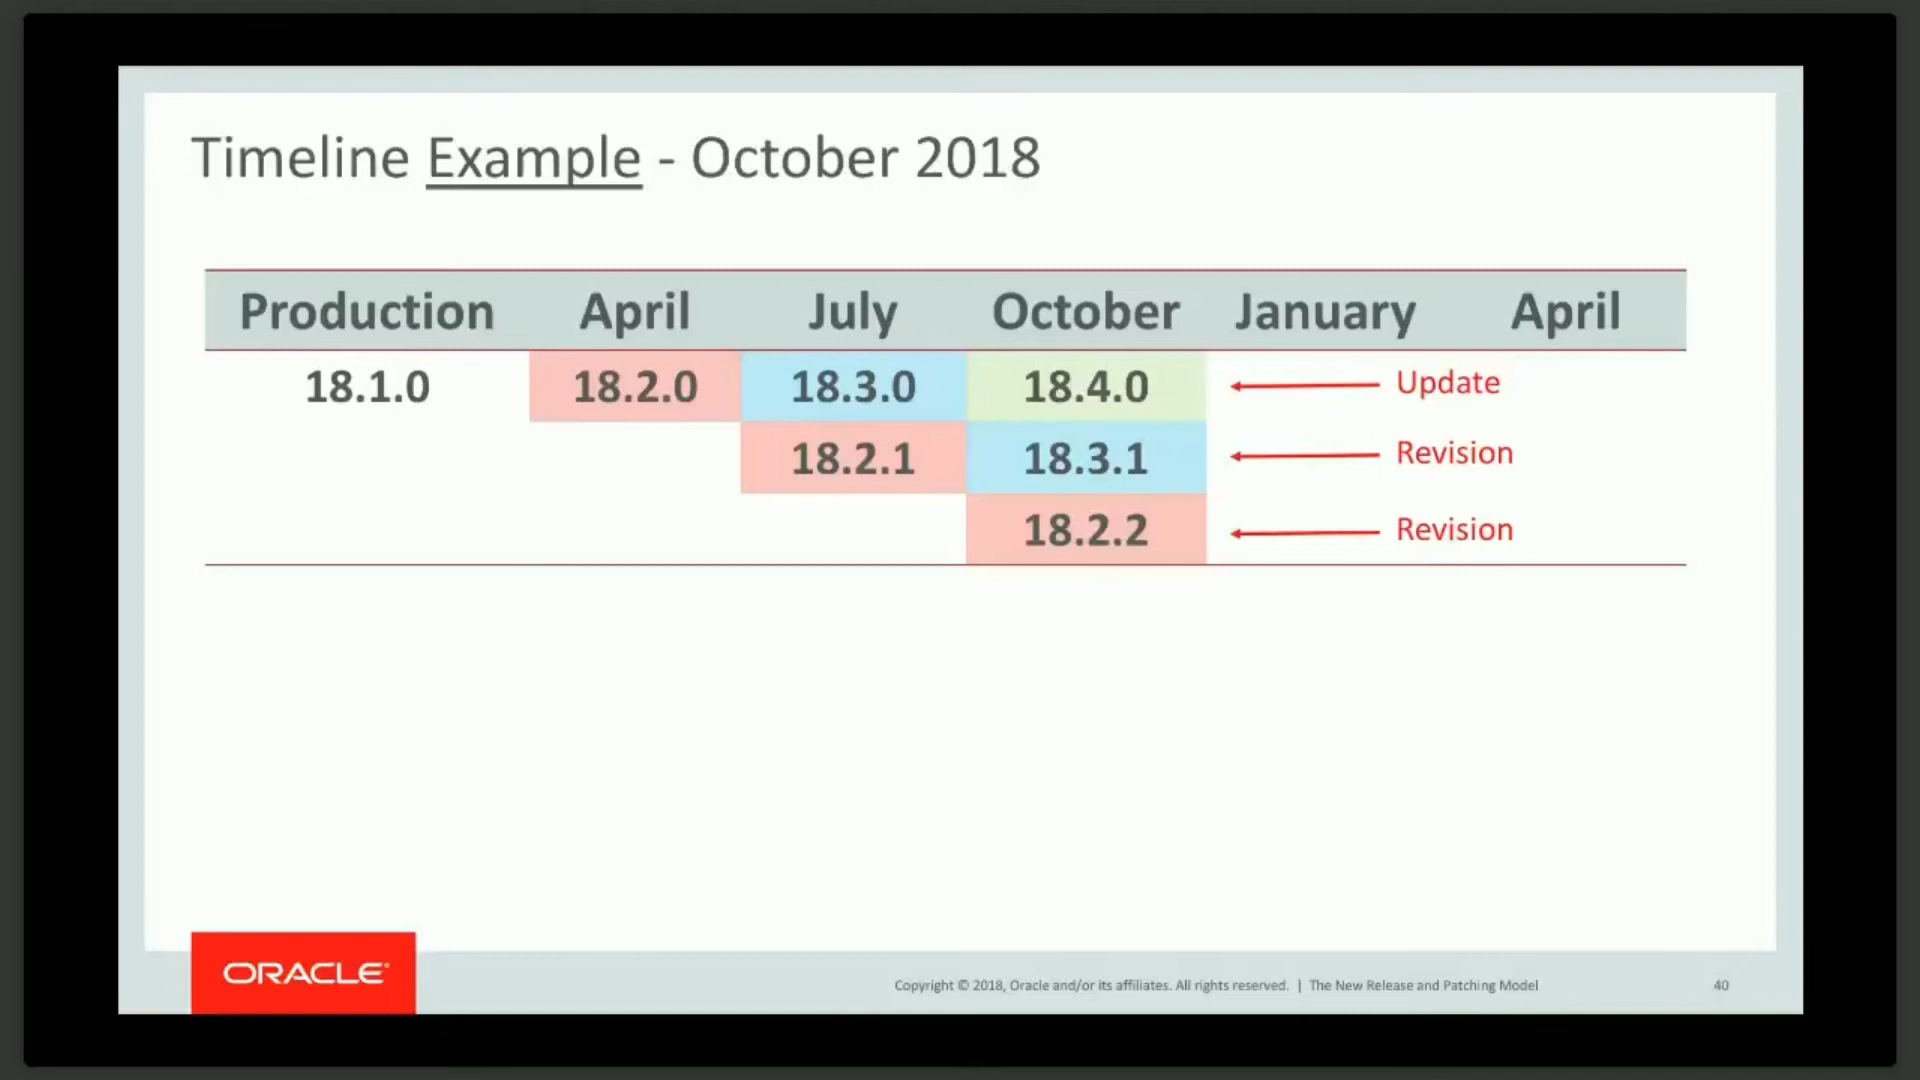 Timeline Example - October 2018
Production April July October January April
18.1.0 18.2.0 18.3.0 18.4.0 Update
18.2.1 18.3.1 Revision
18.2.2 Revision
ORACLE®
Copyright © 2018, Oracle and/or its affiliates. All rights reserved. | The New Release and Patching Model 40